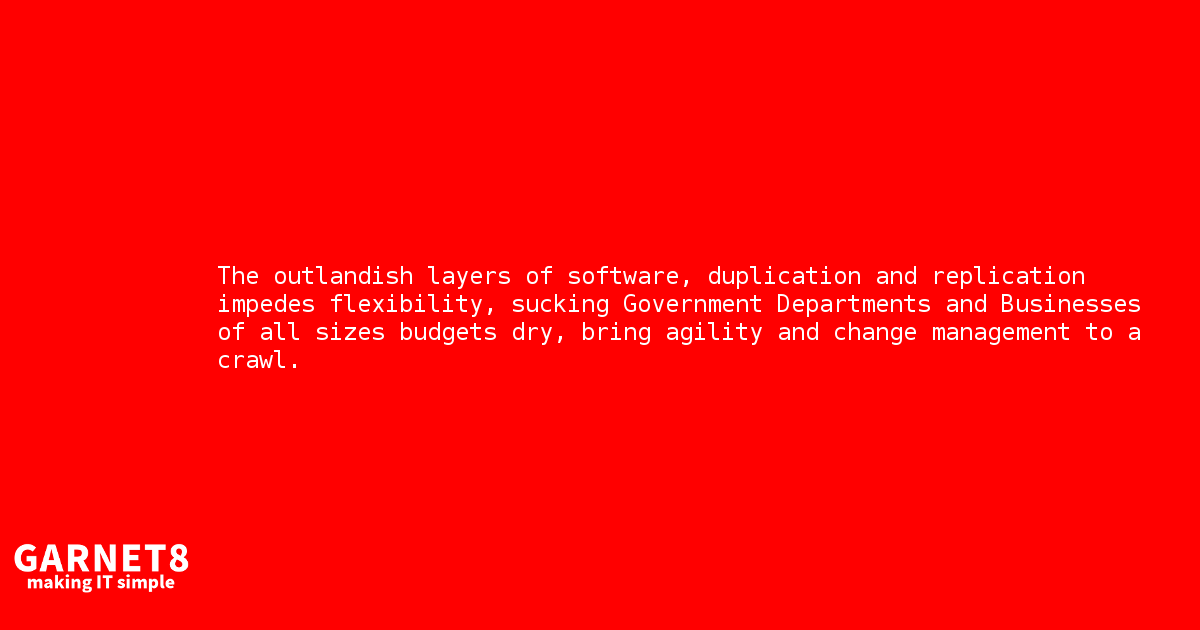 The outlandish layers of software, duplication and replication
impedes flexibility, sucking Government Departments and Businesses
of all sizes budgets dry, bring agility and change management to a
crawl.
GARNET8
making IT simple